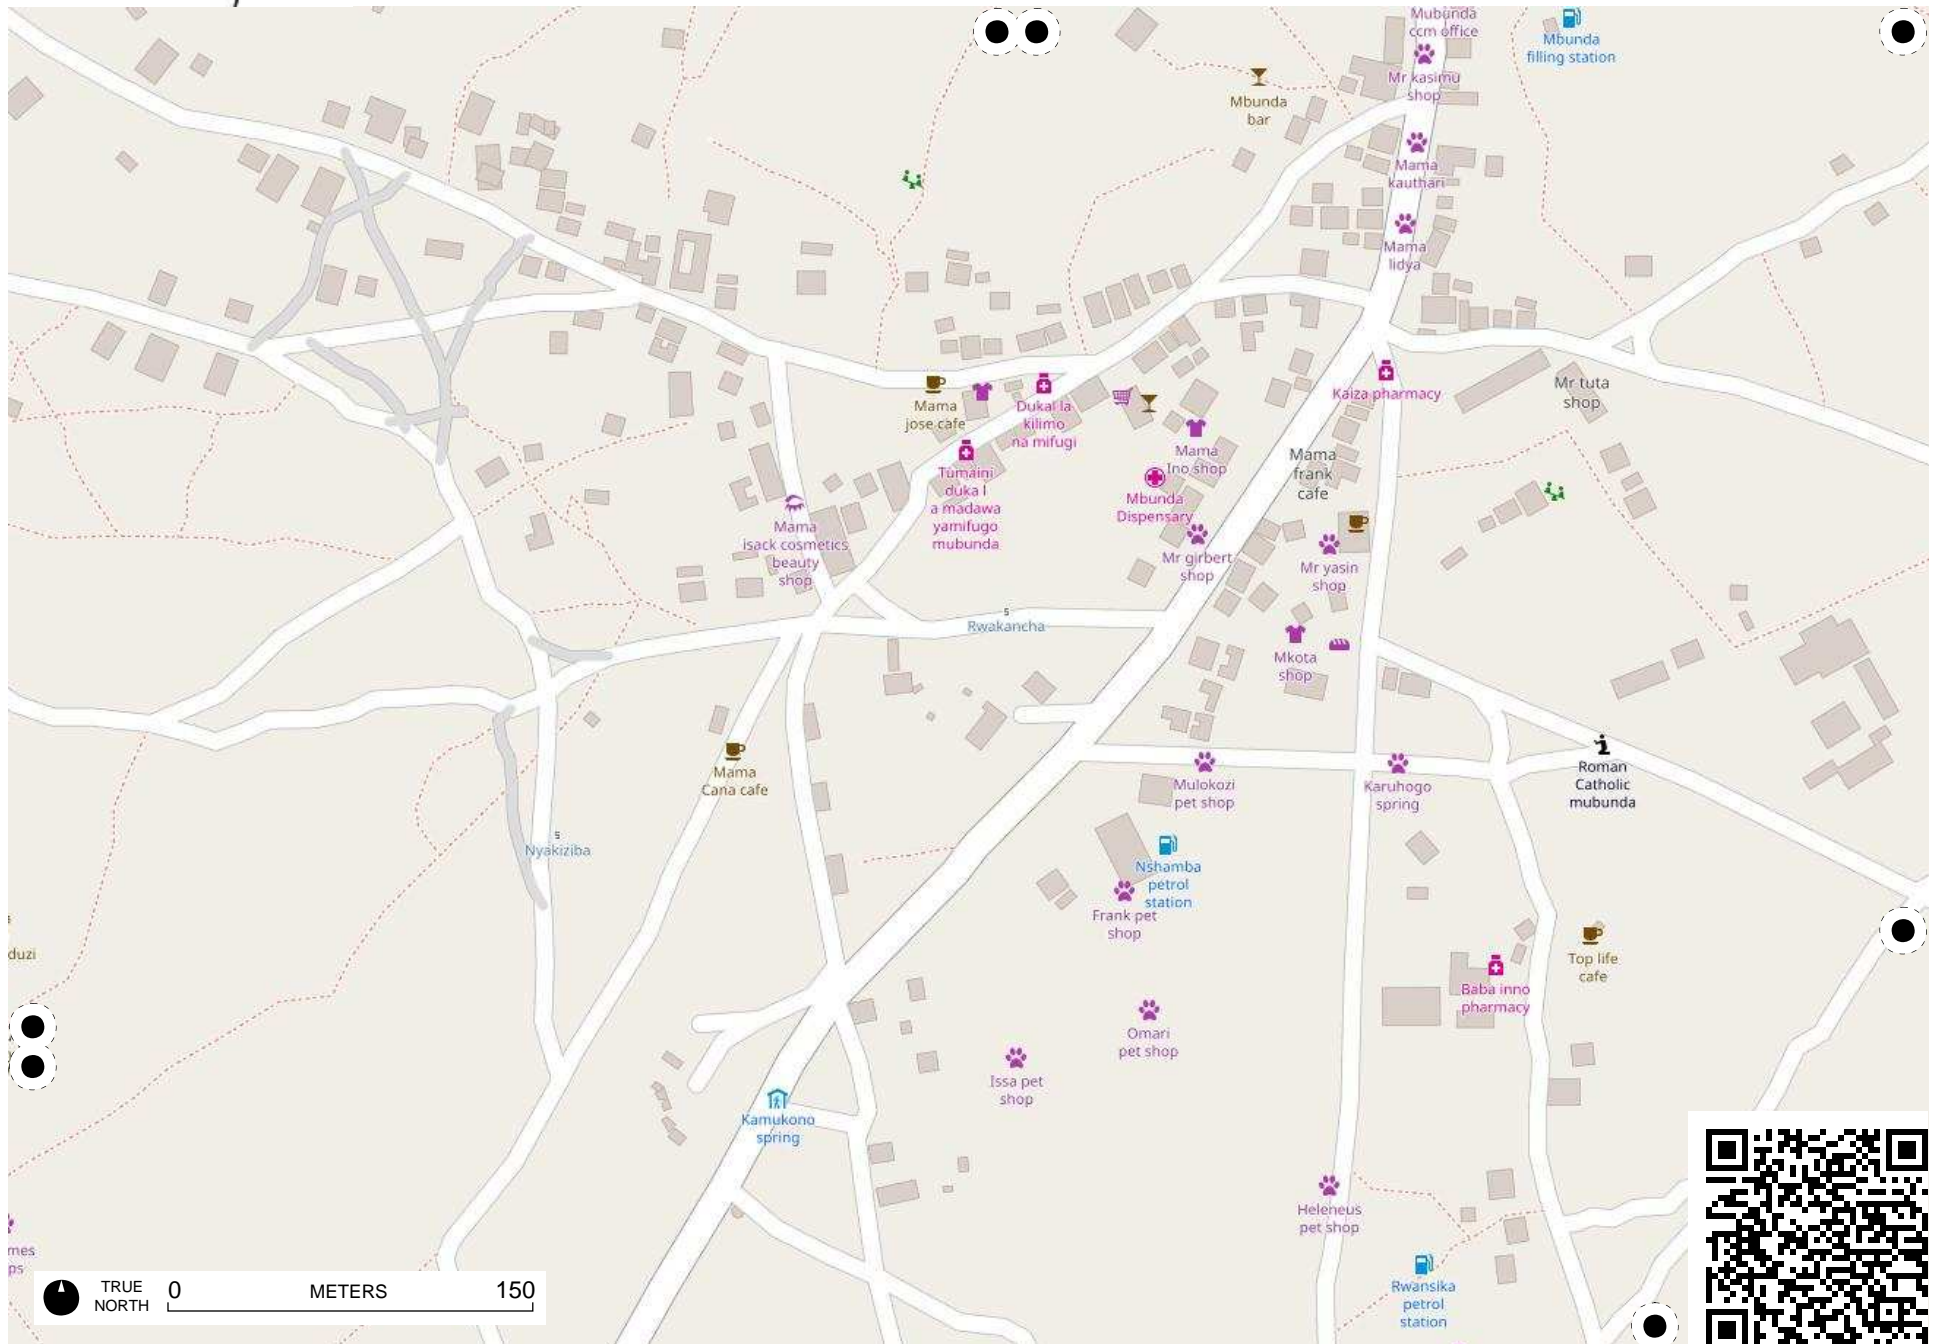 Mubunda
ccm office
Mbunda
filling station
Mr kasimu
shop
Mbunda
bar
Mama
kauthari
Mama
lidya
Kaiza pharmacy
Mr tuta
shop
Mama
jose cafe
Dukal la
kilimo
na mifugi
Mama
Ino shop
Mama
frank
cafe
Tumaini
duka l
a madawa
yamifugo
mubunda
Mbunda
Dispensary
Mama
isack cosmetics
beauty
shop
Mr girbert
shop
Mr yasin
shop
5
Rwakancha
Mkota
shop
Mama
Cana cafe
Mulokozi
pet shop
Karuhogo
spring
Roman
Catholic
mubunda
5
Nyakiziba
Nshamba
petrol
station
Frank pet
shop
duzi
Top life
cafe
Baba inno
pharmacy
Omari
pet shop
Issa pet
shop
Kamukono
spring
Heleneus
pet shop
mes
ps
Rwansika
petrol
station
TRUE
NORTH
0 METERS 150